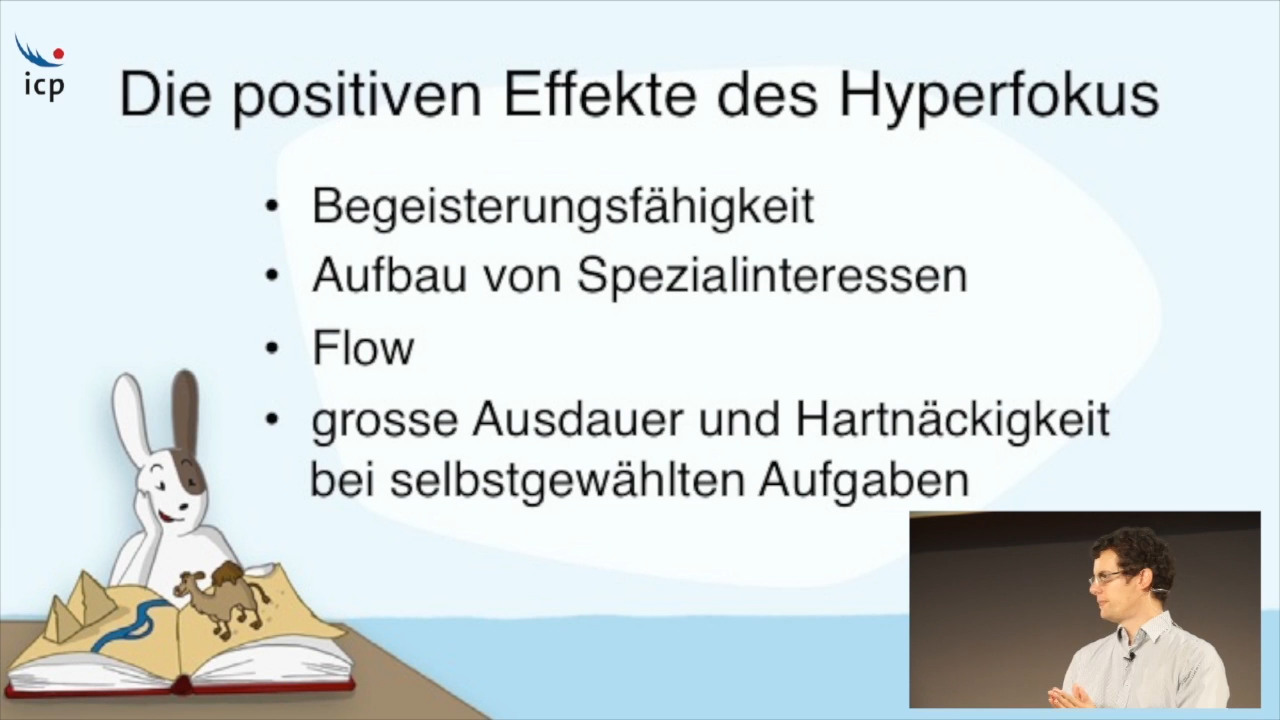 icp
Die positiven Effekte des Hyperfokus
• Begeisterungsfähigkeit
• Aufbau von Spezialinteressen
• Flow
• grosse Ausdauer und Hartnäckigkeit
bei selbstgewählten Aufgaben